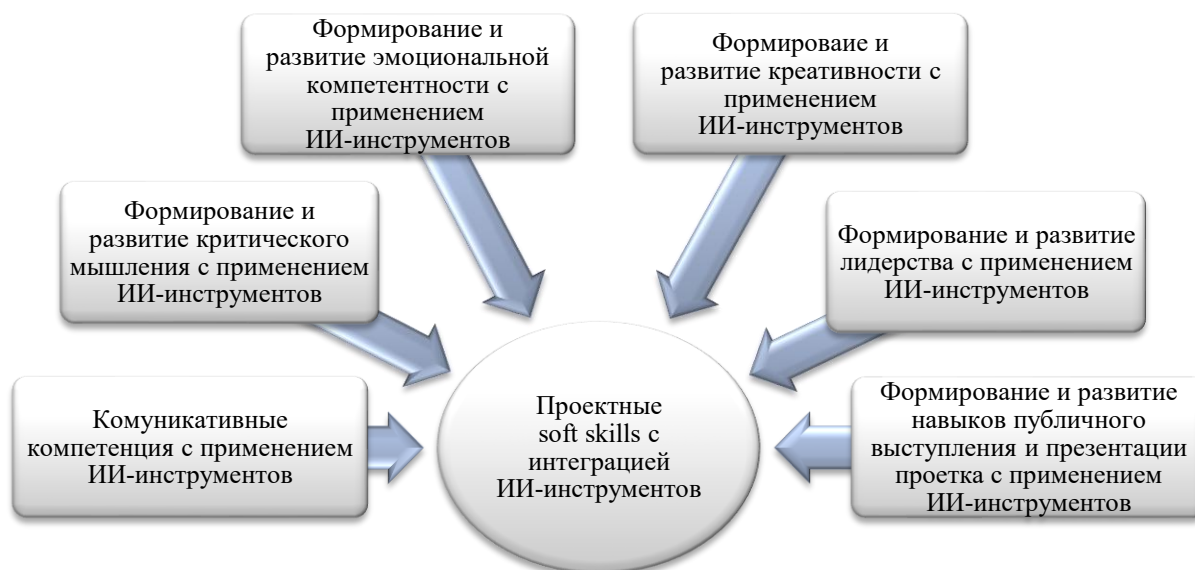 Формирование и
развитие эмоциональной
компетентности с
применением
ИИ-инструментов
Формироваие и
развитие креативности с
применением
ИИ-инструментов
Формирование и
развитие критического
мышления с применением
ИИ-инструментов
Формирование и развитие
лидерства с применением
ИИ-инструментов
Комуникативные
компетенция с применением
ИИ-инструментов
Проектные
soft skills с
интеграцией
ИИ-инструментов
Формирование и развитие
навыков публичного
выступления и презентации
проетка с применением
ИИ-инструментов